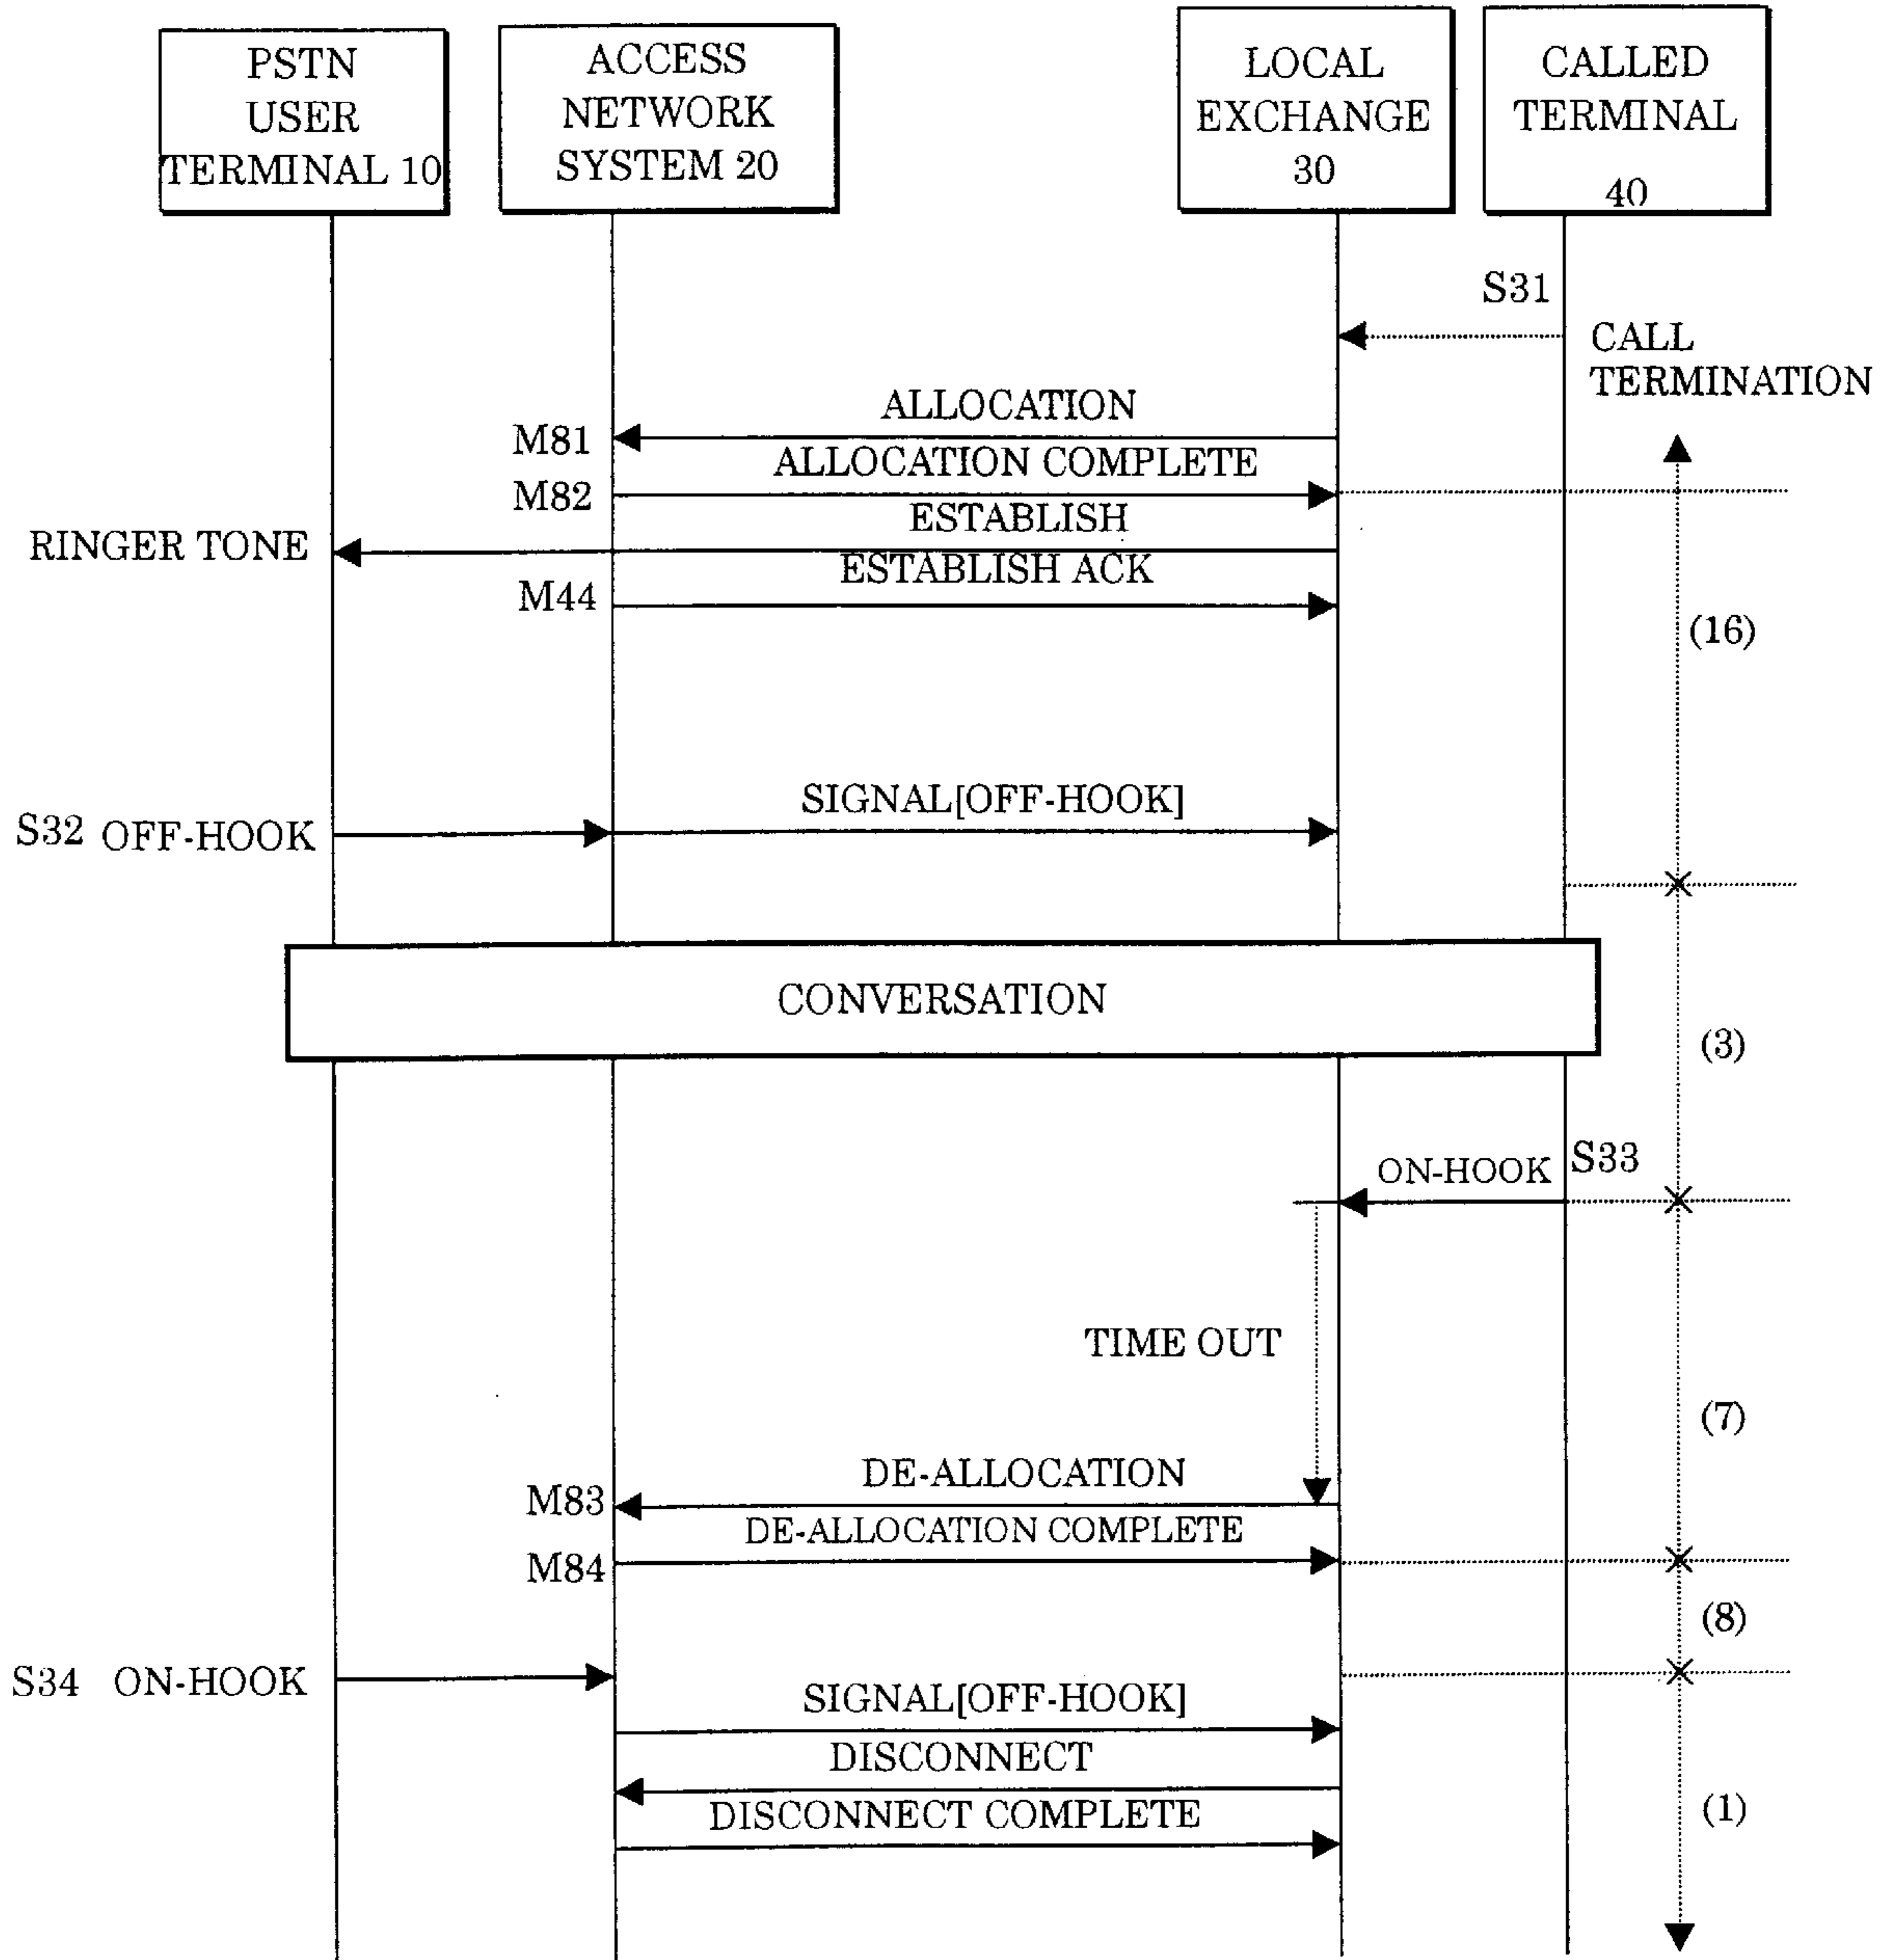 PSTN
USER
TERMINAL 10
ACCESS
NETWORK
SYSTEM 20
LOCAL
EXCHANGE
30
CALLED
TERMINAL
40
S31
CALL
TERMINATION
ALLOCATION
M81
ALLOCATION COMPLETE
M82
ESTABLISH
RINGER TONE
ESTABLISH ACK
M44
(16)
SIGNAL[OFF-HOOK]
S32 OFF-HOOK
CONVERSATION
(3)
ON-HOOK S33
TIME OUT
(7)
DE-ALLOCATION
M83
DE-ALLOCATION COMPLETE
M84
(8)
S34 ON-HOOK
SIGNAL[OFF-HOOK]
DISCONNECT
DISCONNECT COMPLETE
(1)